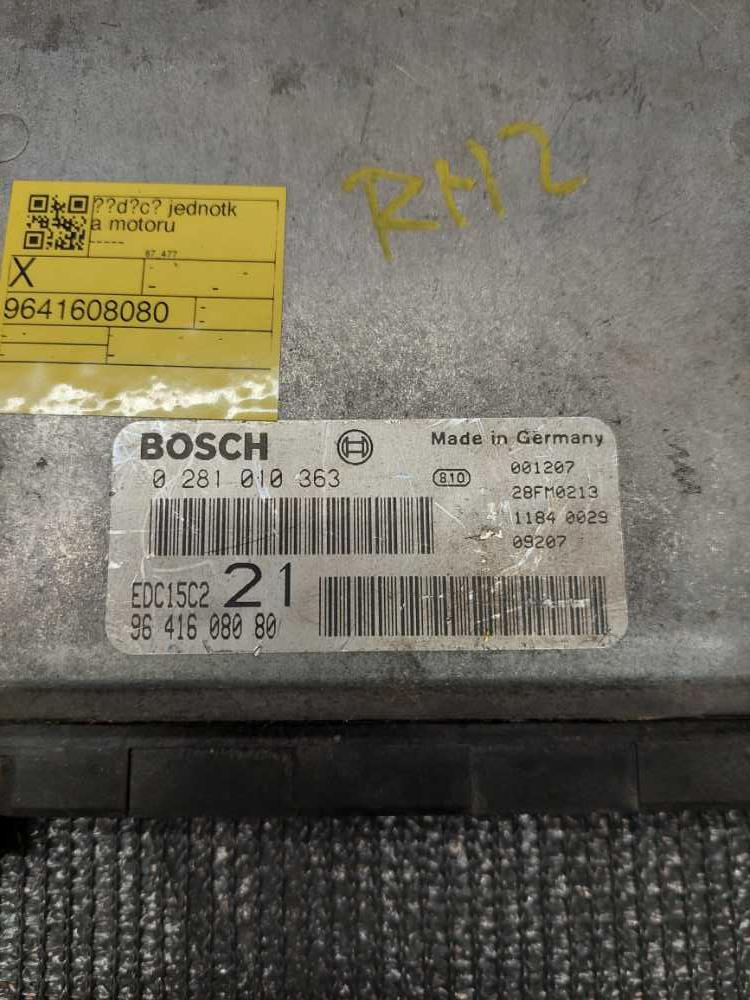 RH2
??d?c? jednotk
a motoru
-----
67_477
X
9641608080
BOSCH
Made in Germany
0 281 010 363
810
001207
28FM0213
1184 0029
09207
EDC15C2 21
96 416 080 80